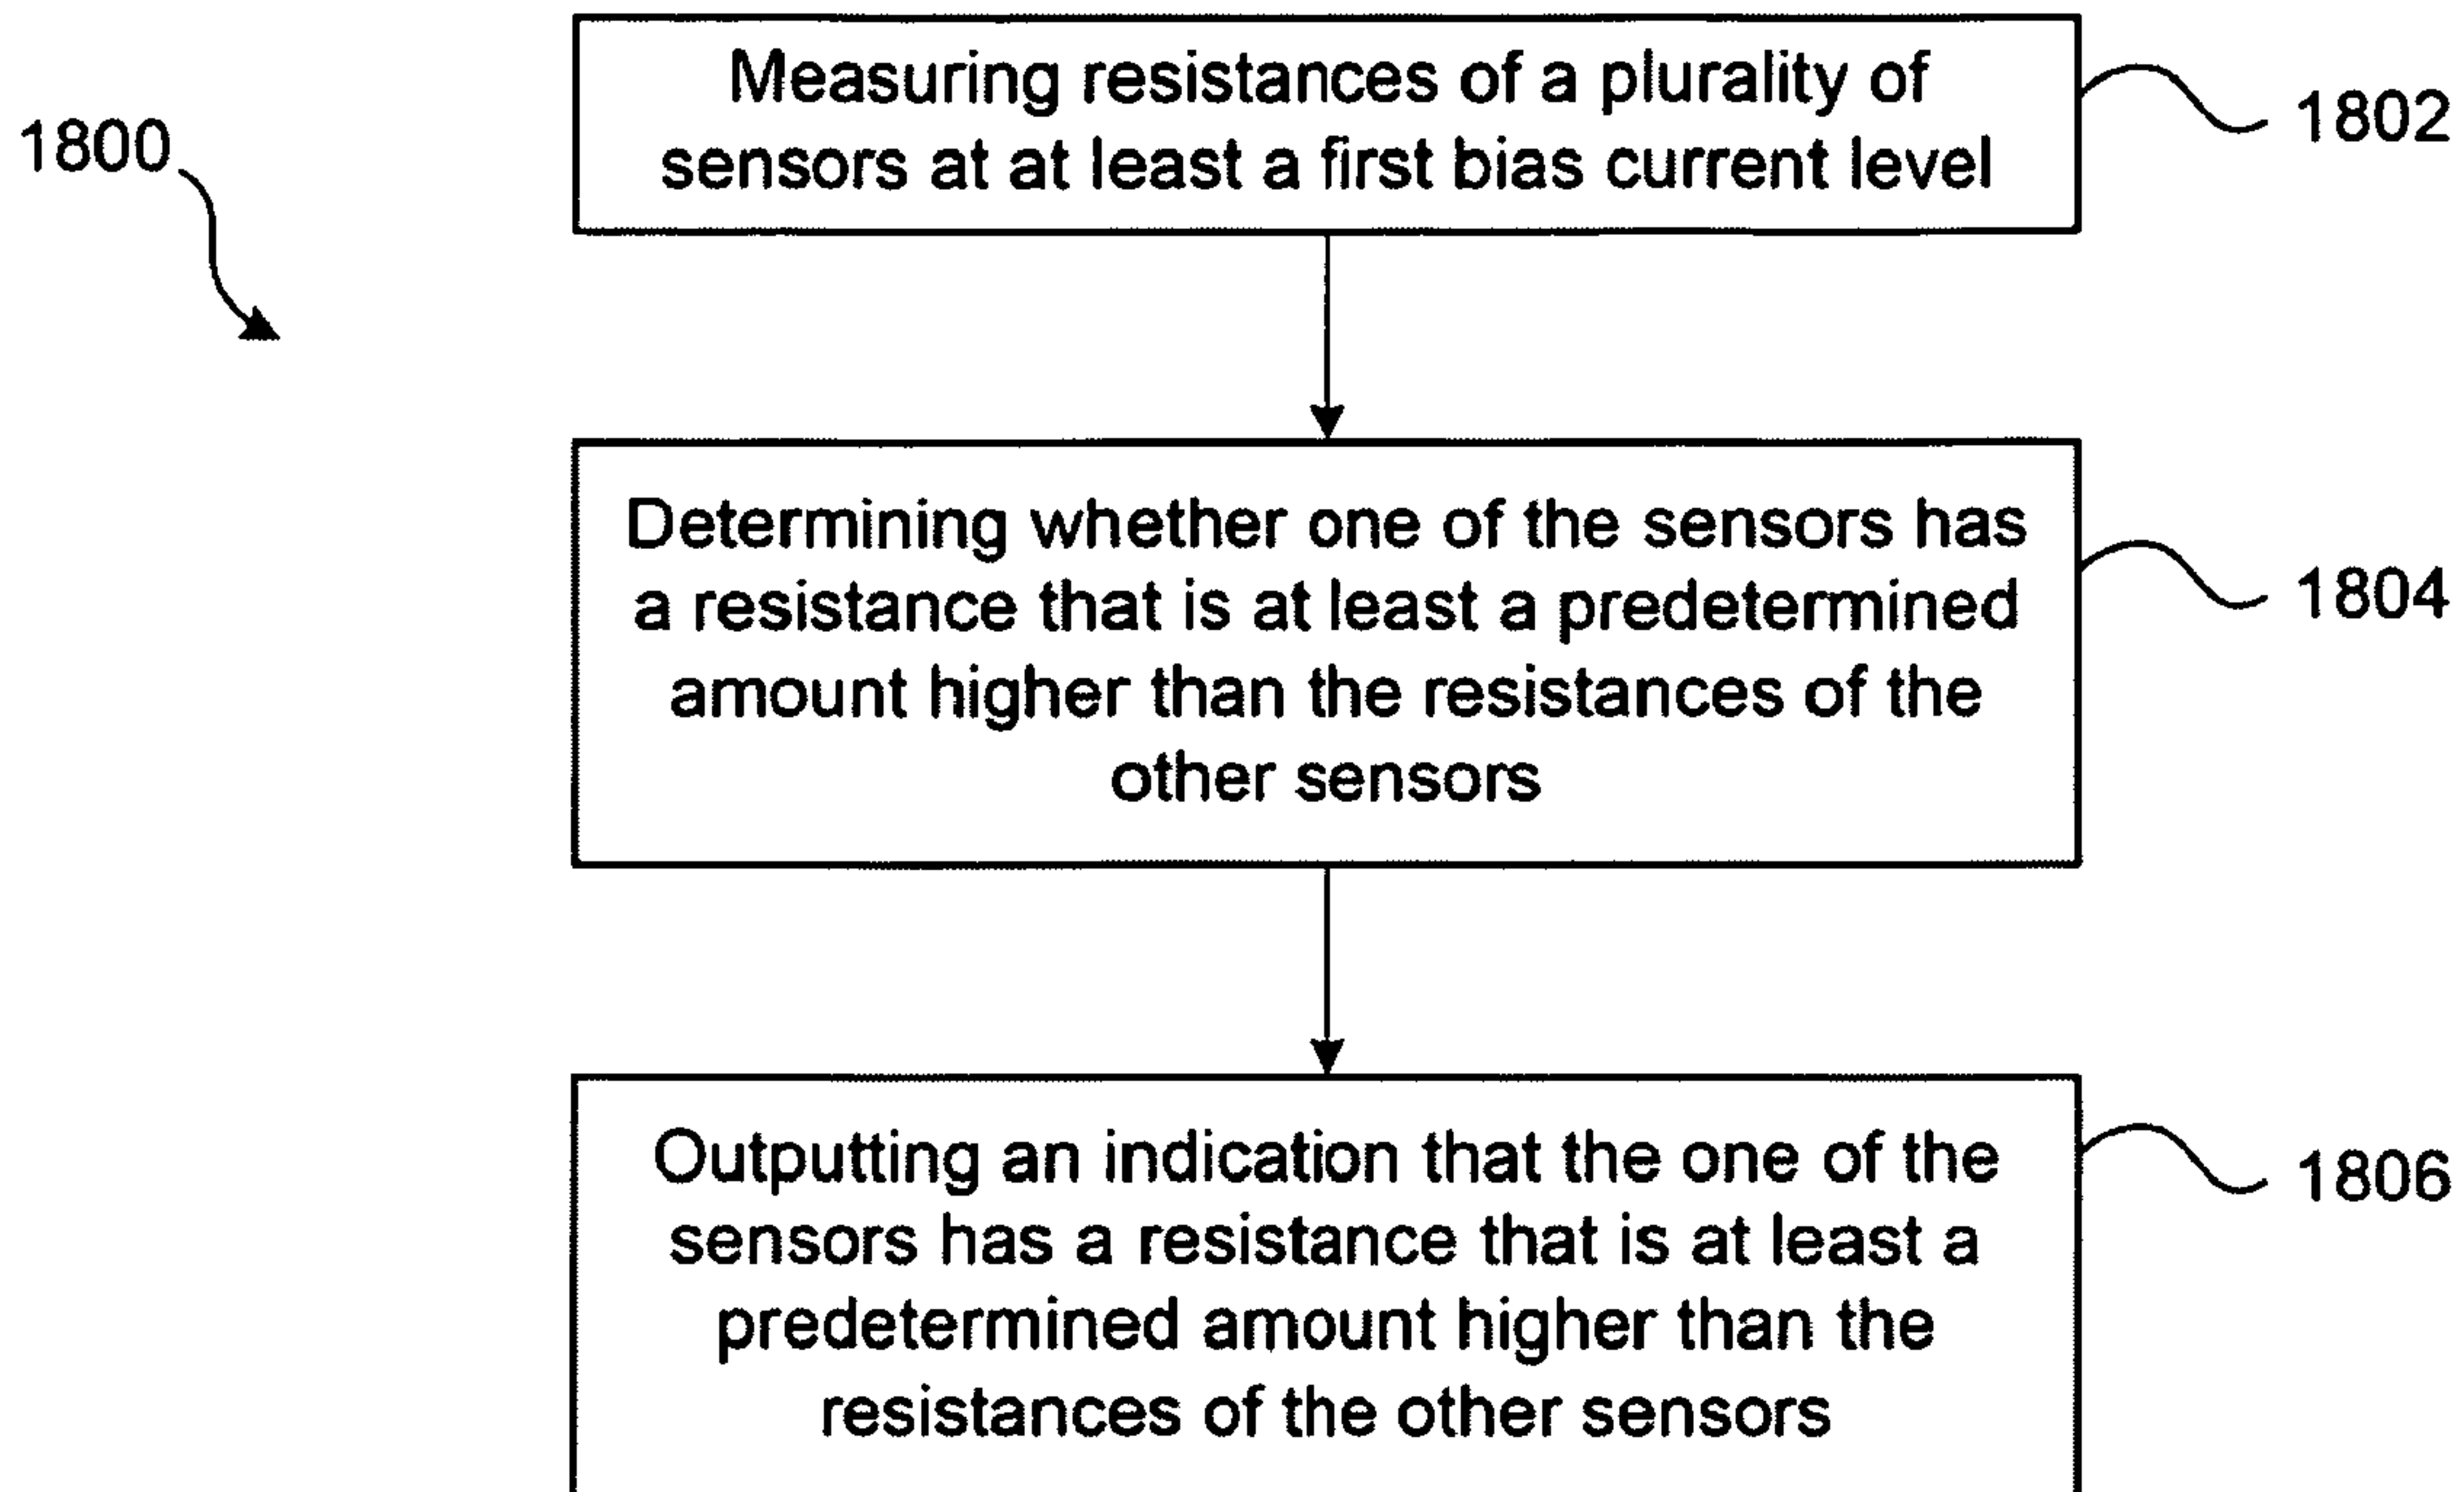 1800
Measuring resistances of a plurality of
sensors at at least a first bias current level
1802
Determining whether one of the sensors has
a resistance that is at least a predetermined
amount higher than the resistances of the
other sensors
1804
Outputting an indication that the one of the
sensors has a resistance that is at least a
predetermined amount higher than the
resistances of the other sensors
1806